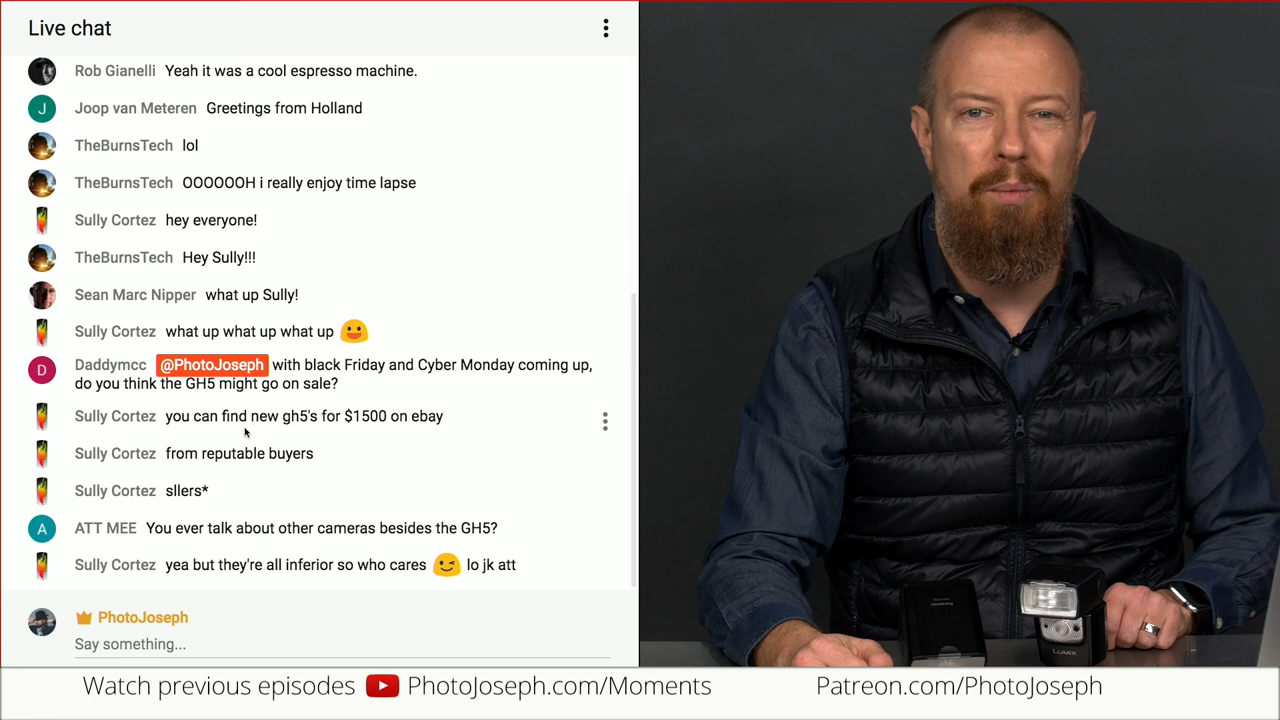 Live chat
Rob Gianelli Yeah it was a cool espresso machine.
J Joop van Meteren Greetings from Holland
TheBurnsTech lol
TheBurnsTech OOOOOOH i really enjoy time lapse
Sully Cortez hey everyone!
TheBurnsTech Hey Sully!!!
Sean Marc Nipper what up Sully!
Sully Cortez what up what up what up 😀
D Daddymcc @PhotoJoseph with black Friday and Cyber Monday coming up,
do you think the GH5 might go on sale?
Sully Cortez you can find new gh5's for $1500 on ebay
Sully Cortez from reputable buyers
Sully Cortez sllers*
A ATT MEE You ever talk about other cameras besides the GH5?
Sully Cortez yea but they're all inferior so who cares 😉 lo jk att
PhotoJoseph
Say something...
Panasonic
LUMIX
Watch previous episodes PhotoJoseph.com/Moments
Patreon.com/PhotoJoseph